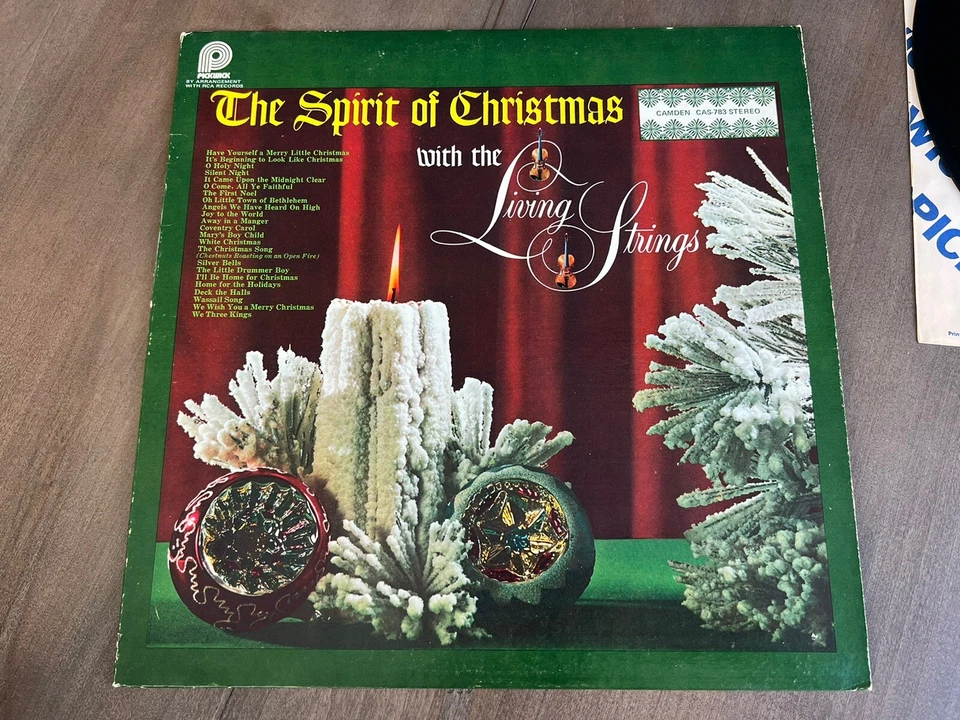 PICKWICK
BY ARRANGEMENT
WITH RCA RECORDS
The Spirit of Christmas
CAMDEN CAS-783 STEREO
with the
Living Strings
Have Yourself a Merry Little Christmas
It's Beginning to Look Like Christmas
O Holy Night
Silent Night
It Came Upon the Midnight Clear
O Come, All Ye Faithful
The First Noel
Oh Little Town of Bethlehem
Angels We Have Heard On High
Joy to the World
Away in a Manger
Coventry Carol
Mary's Boy Child
White Christmas
The Christmas Song
(Chestnuts Roasting on an Open Fire)
Silver Bells
The Little Drummer Boy
I'll Be Home for Christmas
Home for the Holidays
Deck the Halls
Wassail Song
We Wish You a Merry Christmas
We Three Kings
PIC
Prin